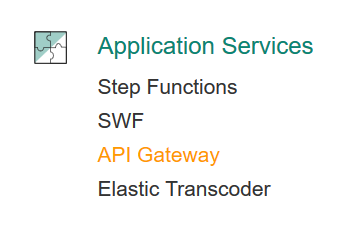 Application Services
Step Functions
SWF
API Gateway
Elastic Transcoder